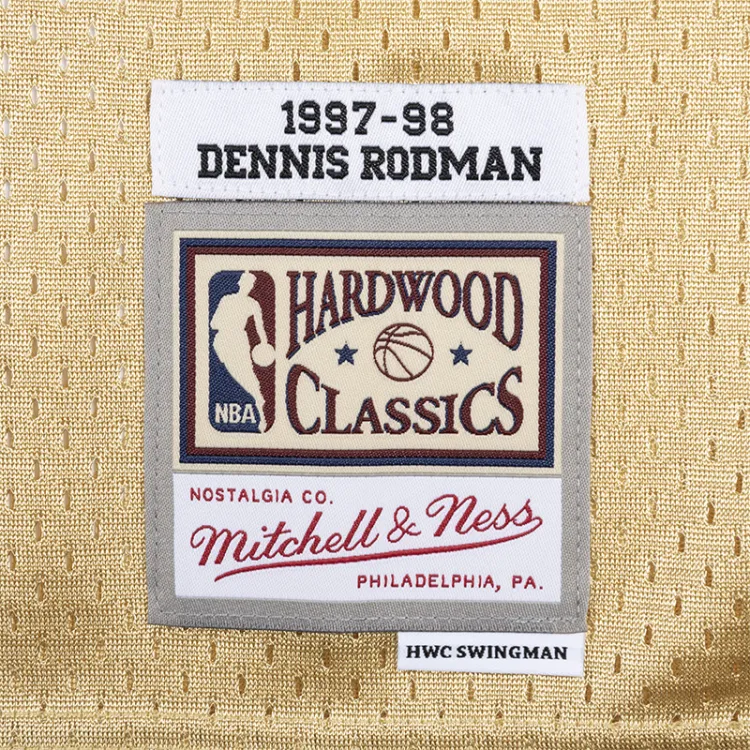 1997-98
DENNIS RODMAN
HARDWOOD
CLASSICS
NBA
NOSTALGIA CO.
Mitchell & Ness
PHILADELPHIA, PA.
HWC SWINGMAN